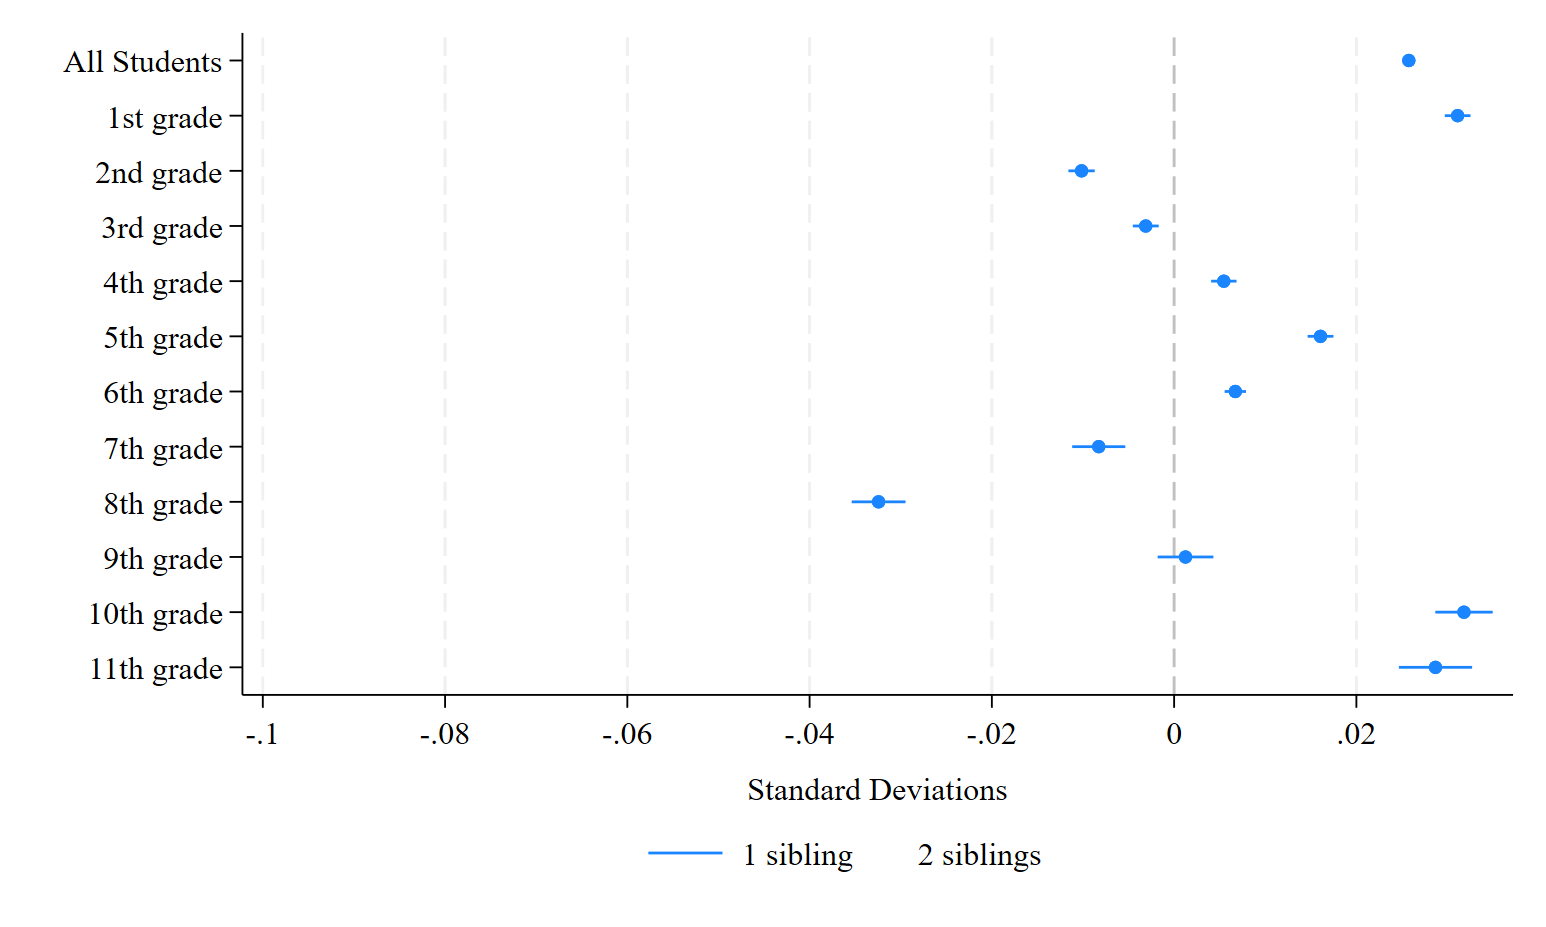 All Students
1st grade
2nd grade
3rd grade
4th grade
5th grade
6th grade
7th grade
8th grade
9th grade
10th grade
11th grade
-.1 -.08 -.06 -.04 -.02 0 .02
Standard Deviations
1 sibling 2 siblings